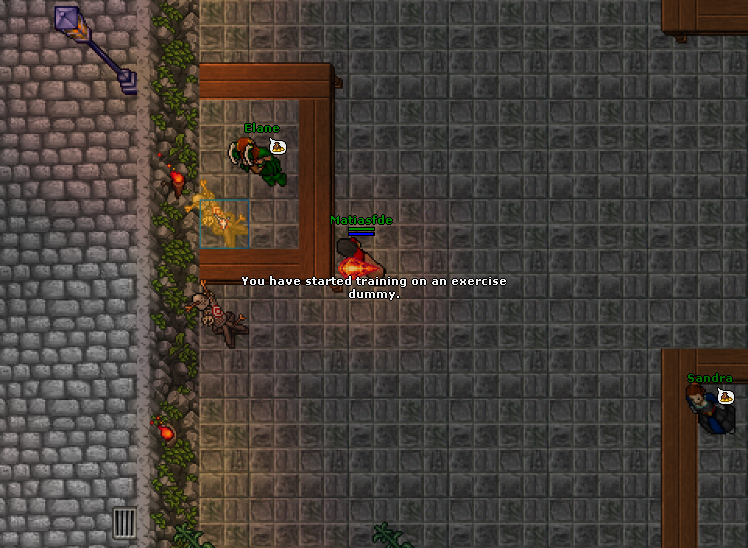 Elane
Matiasfde
You have started training on an exercise
dummy.
Sandra